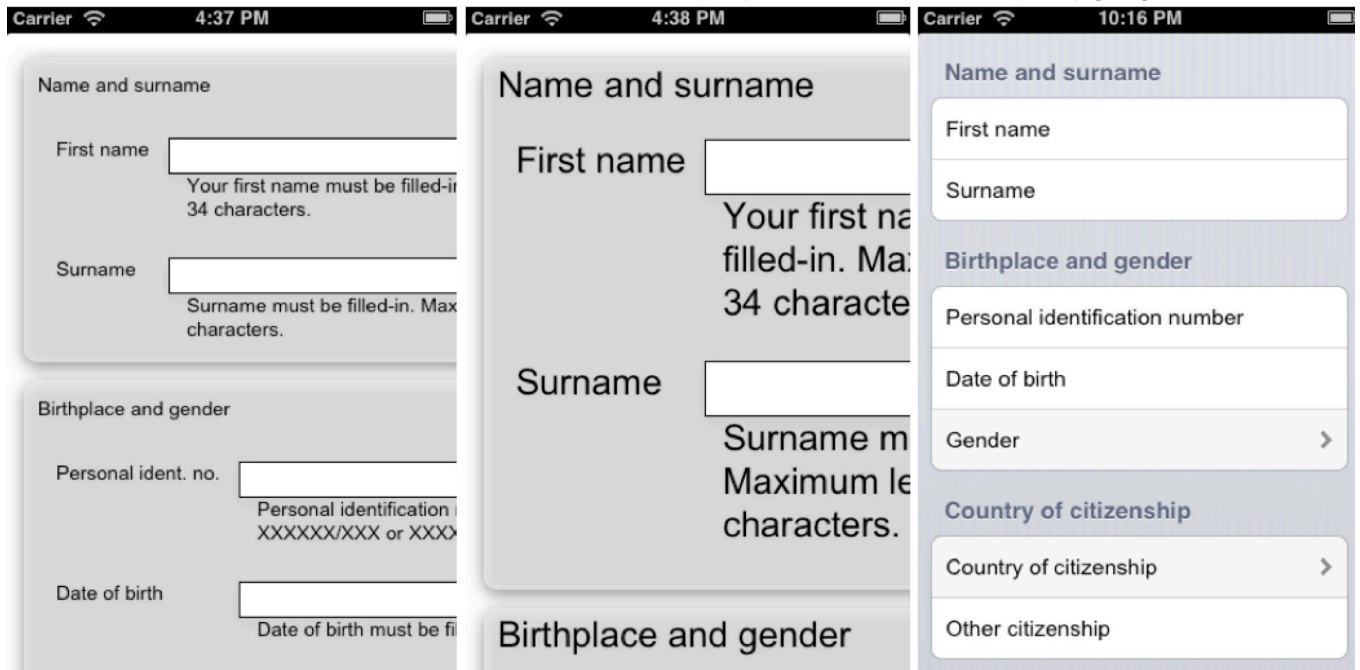 Carrier 4:37 PM
Name and surname
First name
Your first name must be filled-in
34 characters.
Surname
Surname must be filled-in. Max
characters.
Birthplace and gender
Personal ident. no.
Personal identification
XXXXXX/XXX or XXXX
Date of birth
Date of birth must be fil
Carrier 4:38 PM
Name and surname
First name
Your first na
filled-in. Max
34 characte
Surname
Surname m
Maximum le
characters.
Birthplace and gender
Carrier 10:16 PM
Name and surname
First name
Surname
Birthplace and gender
Personal identification number
Date of birth
Gender
Country of citizenship
Country of citizenship
Other citizenship